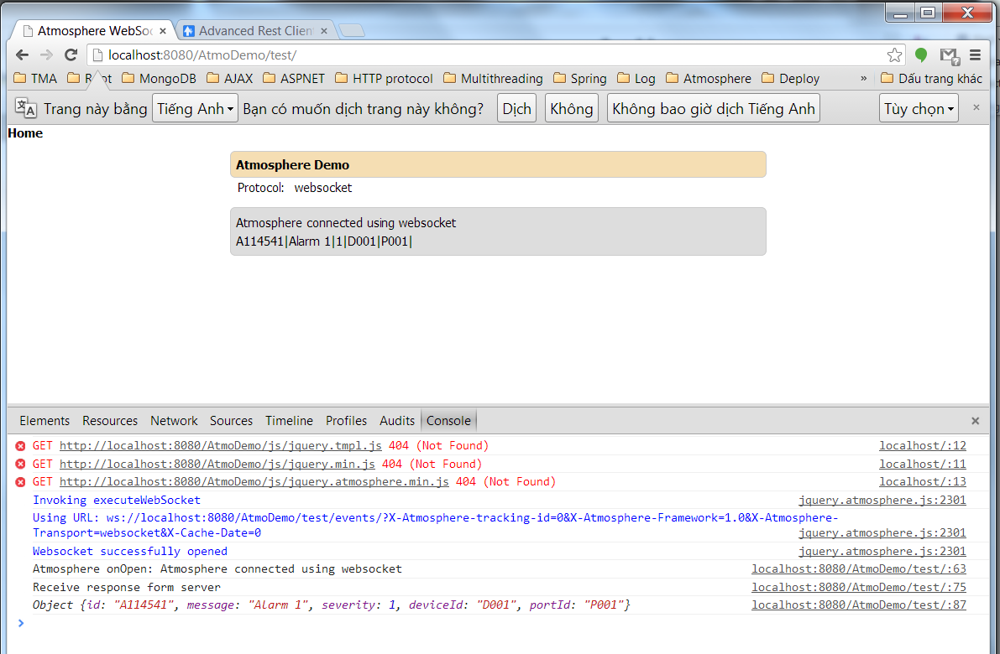 Atmosphere WebSoc
Advanced Rest Client
localhost:8080/AtmoDemo/test/
TMA R nt MongoDB AJAX ASPNET HTTP protocol Multithreading Spring Log Atmosphere Deploy » Dấu trang khác
Trang này bằng Tiếng Anh Bạn có muốn dịch trang này không? Dịch Không Không bao giờ dịch Tiếng Anh Tùy chọn
Home
Atmosphere Demo
Protocol: websocket
Atmosphere connected using websocket
A114541|Alarm 1|1|D001|P001|
Elements Resources Network Sources Timeline Profiles Audits Console
GET http://localhost:8080/AtmoDemo/js/jquery.tmpl.js 404 (Not Found) localhost/:12
GET http://localhost:8080/AtmoDemo/js/jquery.min.js 404 (Not Found) localhost/:11
GET http://localhost:8080/AtmoDemo/js/jquery.atmosphere.min.js 404 (Not Found) localhost/:13
Invoking executeWebSocket jquery.atmosphere.js:2301
Using URL: ws://localhost:8080/AtmoDemo/test/events/?X-Atmosphere-tracking-id=0&X-Atmosphere-Framework=1.0&X-Atmosphere-
Transport=websocket&X-Cache-Date=0 jquery.atmosphere.js:2301
Websocket successfully opened jquery.atmosphere.js:2301
Atmosphere onOpen: Atmosphere connected using websocket localhost:8080/AtmoDemo/test/:63
Receive response form server localhost:8080/AtmoDemo/test/:75
Object {id: "A114541", message: "Alarm 1", severity: 1, deviceId: "D001", portId: "P001"} localhost:8080/AtmoDemo/test/:87